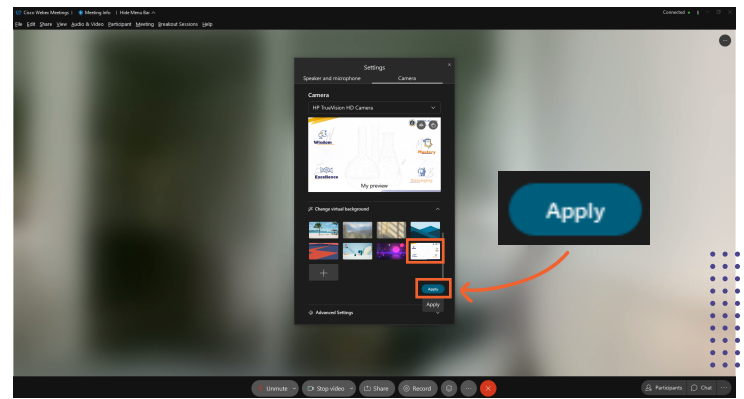 Cisco Webex Meetings | Meeting Info | Hide Menu Bar
Connected
File Edit Share View Audio & Video Participant Meeting Breakout Sessions Help
Settings
Speaker and microphone Camera
Camera
HP TrueVision HD Camera
Wisdom
Mastery
Excellence
My preview
Change virtual background
Apply
Apply
Apply
Advanced Settings
Unmute Stop video Share Record
Participants Chat